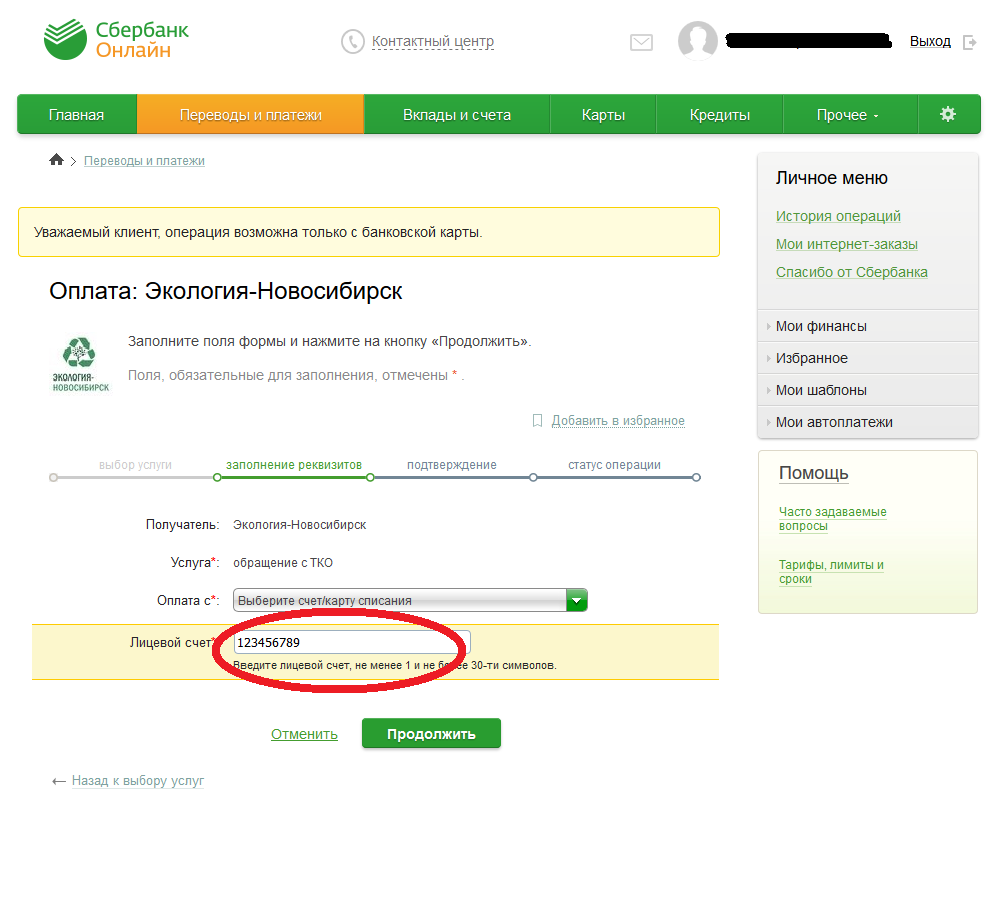 Сбербанк
Онлайн
Контактный центр
Выход
Главная
Переводы и платежи
Вклады и счета
Карты
Кредиты
Прочее
Переводы и платежи
Уважаемый клиент, операция возможна только с банковской карты.
Оплата: Экология-Новосибирск
ЭКОЛОГИЯ-
НОВОСИБИРСК
Заполните поля формы и нажмите на кнопку «Продолжить».
Поля, обязательные для заполнения, отмечены * .
Добавить в избранное
выбор услуги
заполнение реквизитов
подтверждение
статус операции
Получатель: Экология-Новосибирск
Услуга*: обращение с ТКО
Оплата с*: Выберите счет/карту списания
Лицевой счет* 123456789
Введите лицевой счет, не менее 1 и не более 30-ти символов.
Отменить
Продолжить
← Назад к выбору услуг
Личное меню
История операций
Мои интернет-заказы
Спасибо от Сбербанка
Мои финансы
Избранное
Мои шаблоны
Мои автоплатежи
Помощь
Часто задаваемые
вопросы
Тарифы, лимиты и
сроки